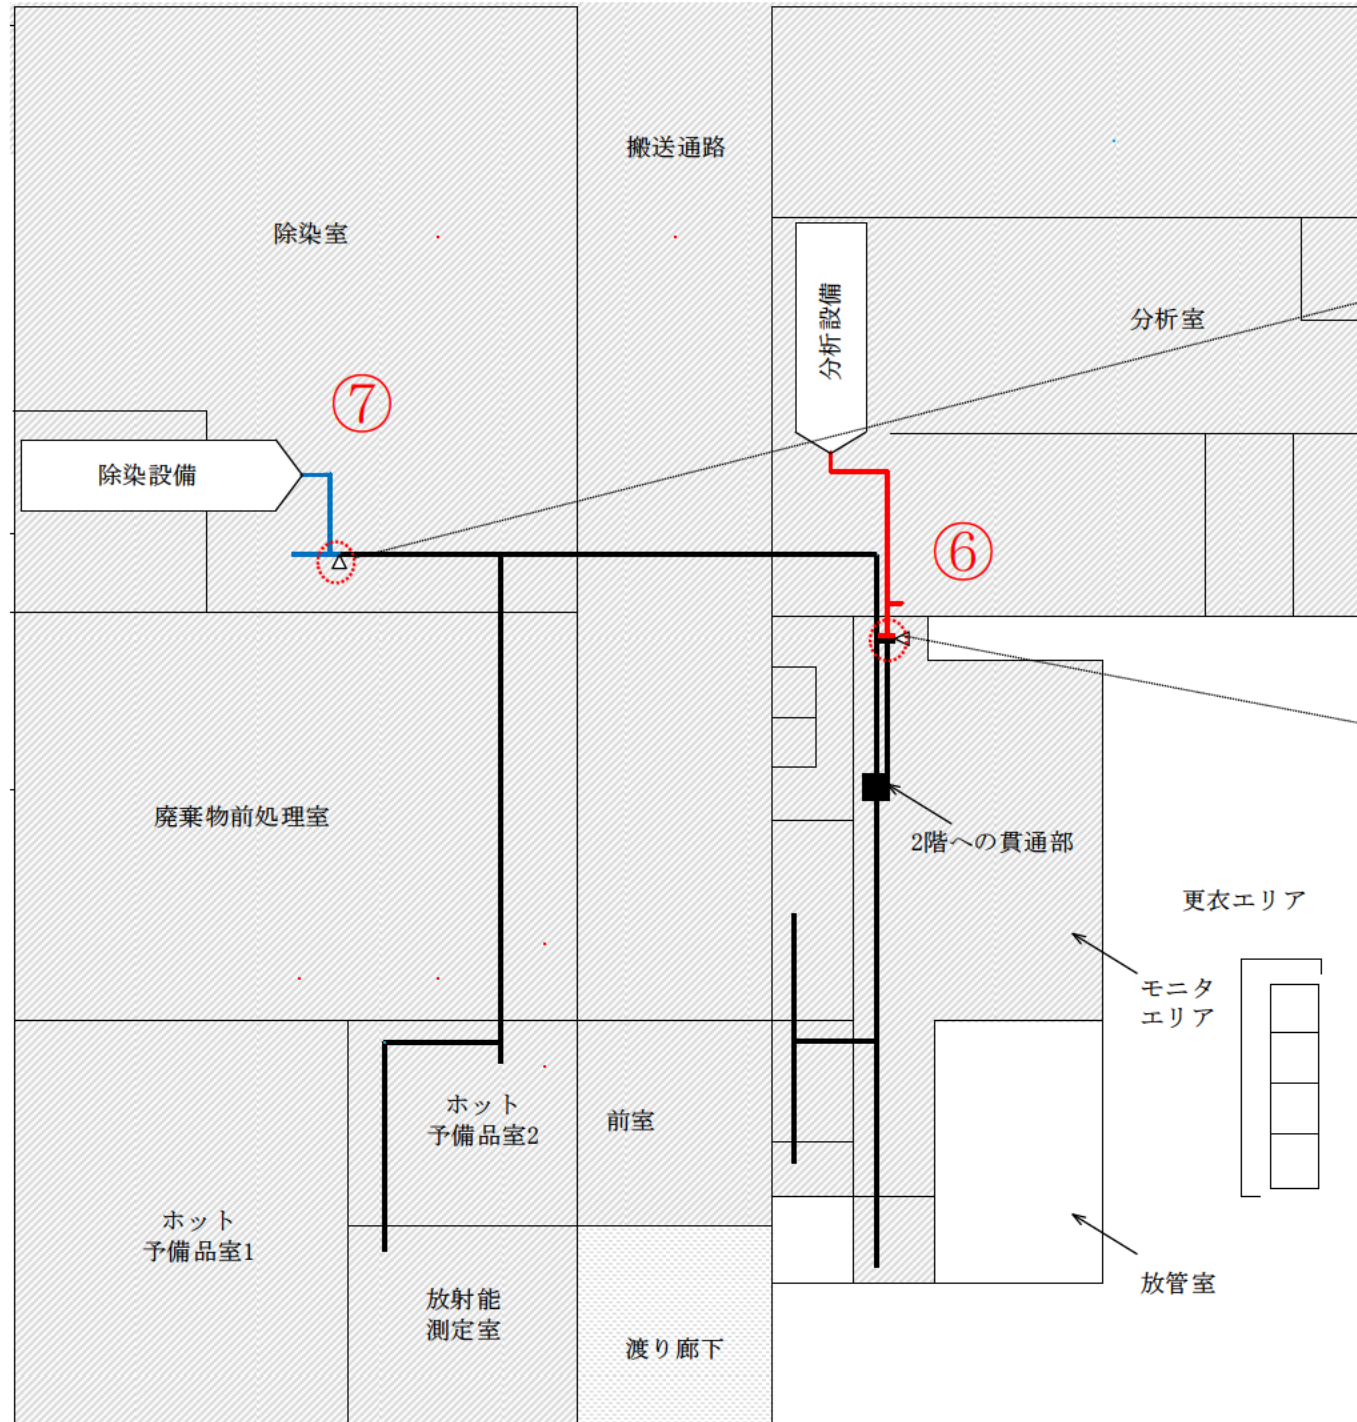 搬送通路
除染室
分析設備
分析室
⑦
除染設備
⑥
廃棄物前処理室
2階への貫通部
更衣エリア
モニタ
エリア
ホット
予備品室2
前室
ホット
予備品室1
放管室
放射能
測定室
渡り廊下